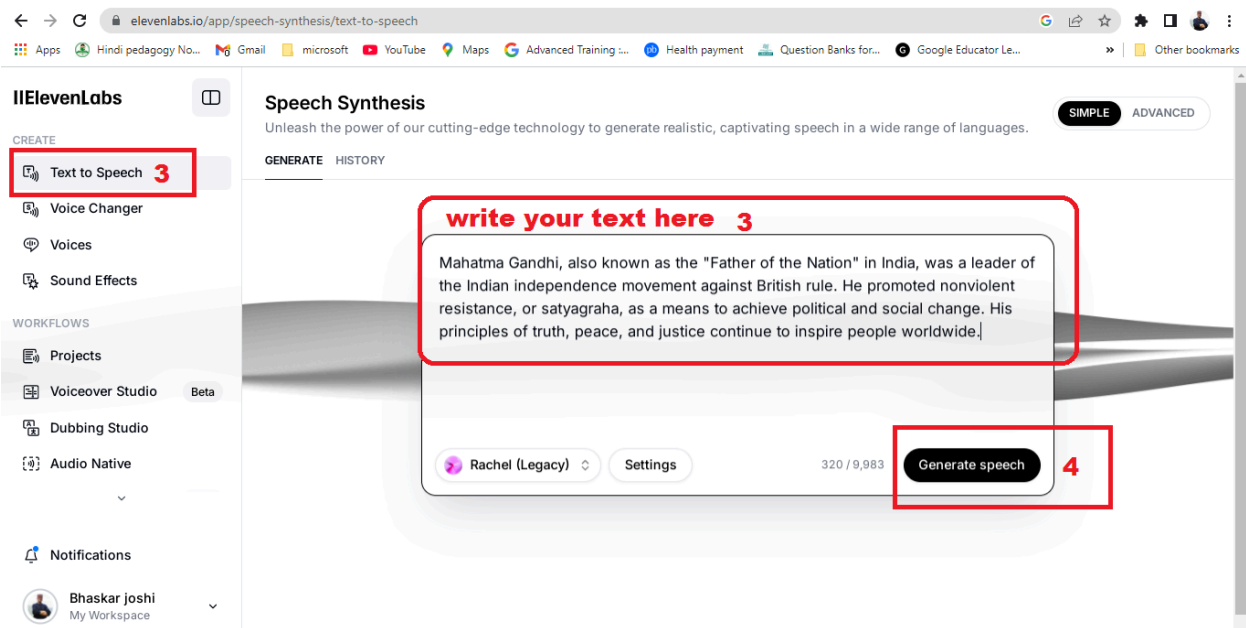 elevenlabs.io/app/speech-synthesis/text-to-speech
Apps Hindi pedagogy No... Gmail microsoft YouTube Maps Advanced Training :... Health payment Question Banks for... Google Educator Le... » Other bookmarks
IIElevenLabs
CREATE
Text to Speech 3
Voice Changer
Voices
Sound Effects
WORKFLOWS
Projects
Voiceover Studio Beta
Dubbing Studio
Audio Native
Notifications
Bhaskar joshi
My Workspace
Speech Synthesis
Unleash the power of our cutting-edge technology to generate realistic, captivating speech in a wide range of languages.
SIMPLE ADVANCED
GENERATE HISTORY
write your text here 3
Mahatma Gandhi, also known as the "Father of the Nation" in India, was a leader of
the Indian independence movement against British rule. He promoted nonviolent
resistance, or satyagraha, as a means to achieve political and social change. His
principles of truth, peace, and justice continue to inspire people worldwide.
Rachel (Legacy) Settings 320 / 9,983 Generate speech 4